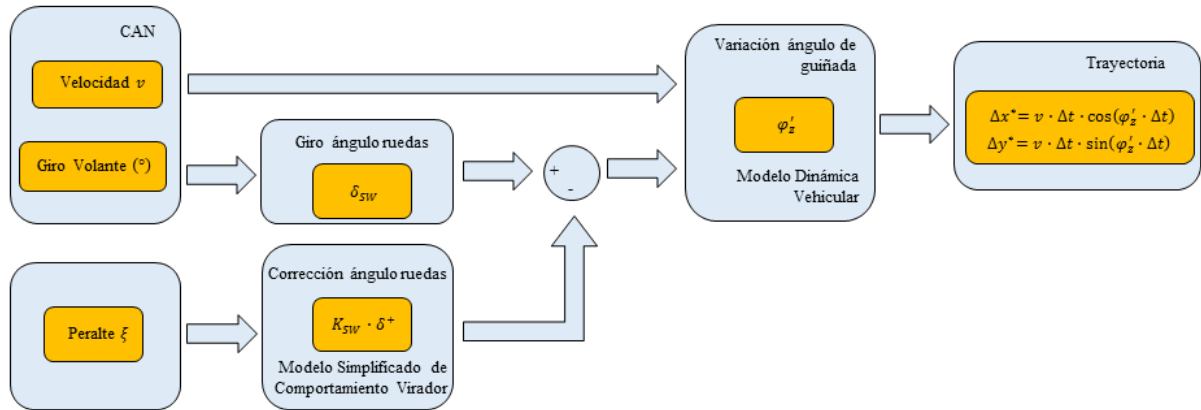 CAN
Velocidad v
Giro Volante (°)
Giro ángulo ruedas
δ_SW
+
-
Peralte ξ
Corrección ángulo ruedas
K_SW · δ⁺
Modelo Simplificado de
Comportamiento Virador
Variación ángulo de
guiñada
φ′_z
Modelo Dinámica
Vehicular
Trayectoria
Δx*= v · Δt · cos(φ′_z · Δt)
Δy*= v · Δt · sin(φ′_z · Δt)